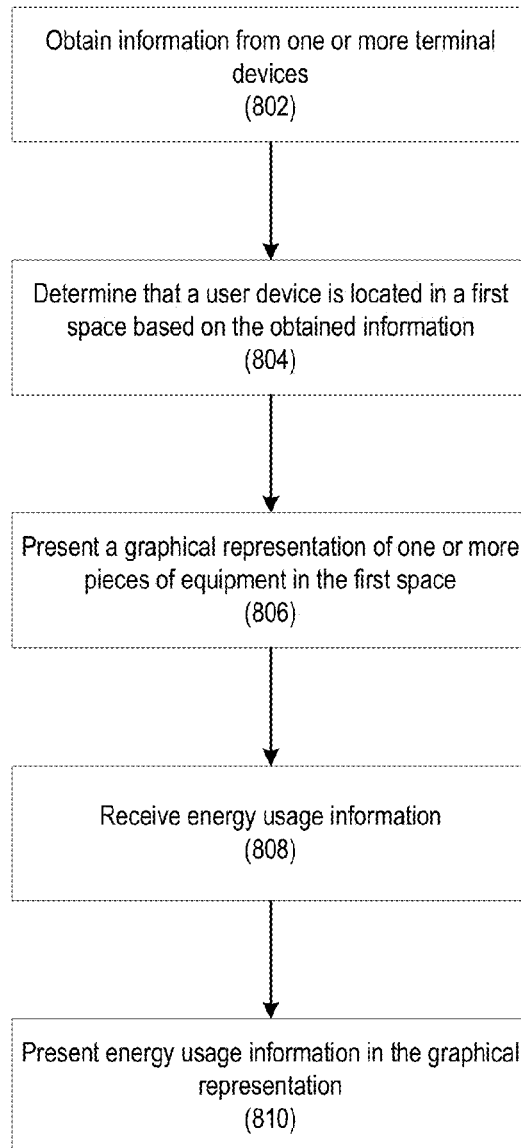 Obtain information from one or more terminal
devices
(802)
Determine that a user device is located in a first
space based on the obtained information
(804)
Present a graphical representation of one or more
pieces of equipment in the first space
(806)
Receive energy usage information
(808)
Present energy usage information in the graphical
representation
(810)